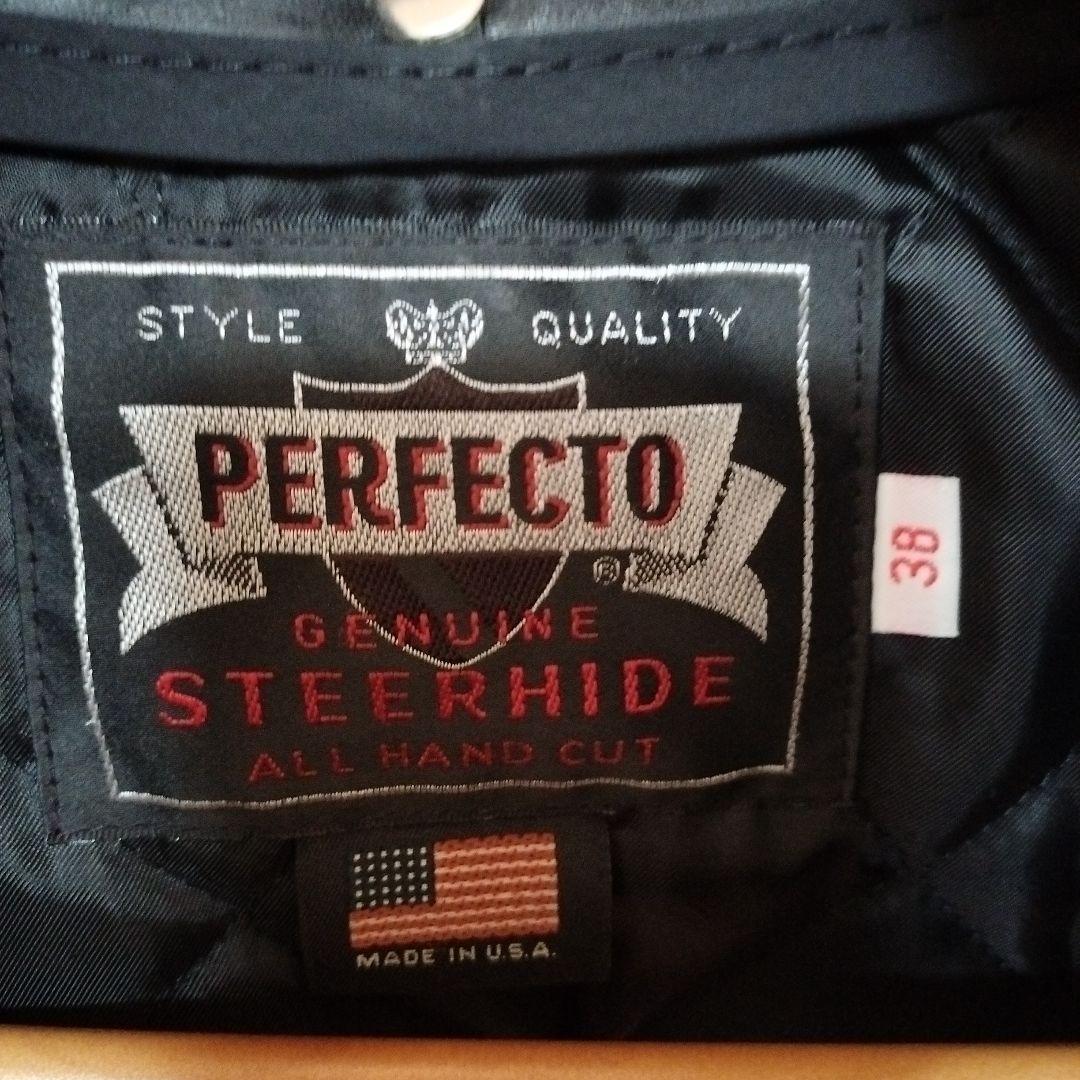 STYLE QUALITY
PERFECTO
®
GENUINE
STEERHIDE
ALL HAND CUT
38
MADE IN U.S.A.